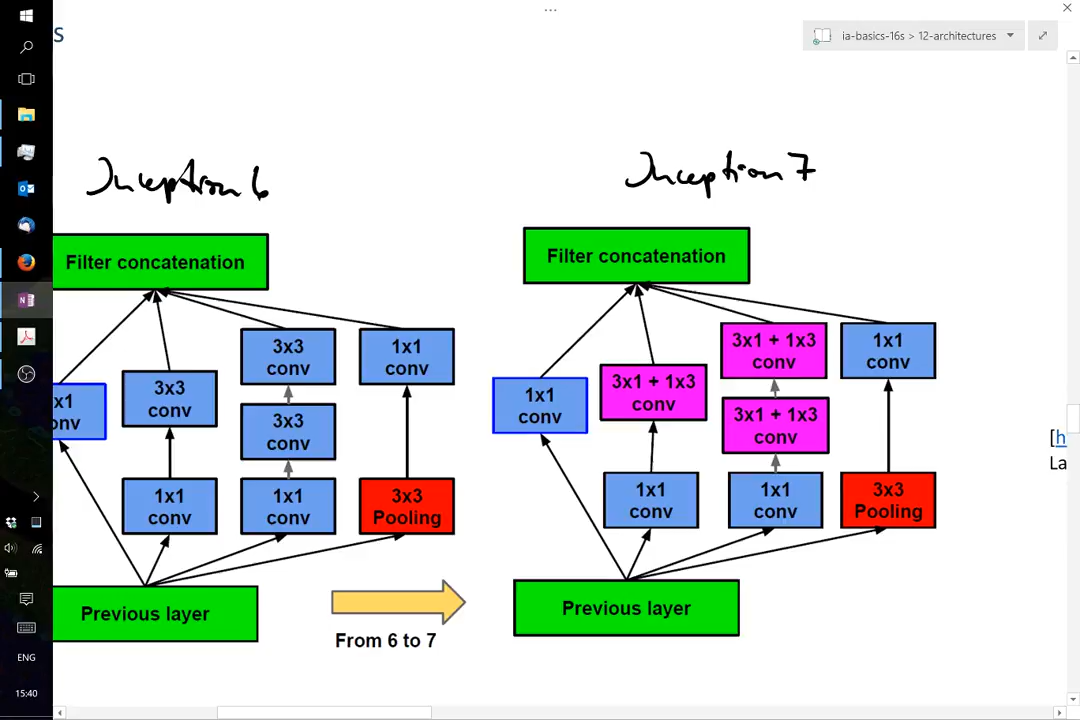 s
ia-basics-16s > 12-architectures
Inception 6
Inception 7
Filter concatenation
Filter concatenation
3x3
conv
1x1
conv
3x1 + 1x3
conv
1x1
conv
3x3
conv
3x1 + 1x3
conv
x1
onv
3x3
conv
1x1
conv
3x1 + 1x3
conv
[h
La
1x1
conv
1x1
conv
3x3
Pooling
1x1
conv
1x1
conv
3x3
Pooling
Previous layer
Previous layer
From 6 to 7
ENG
15:40